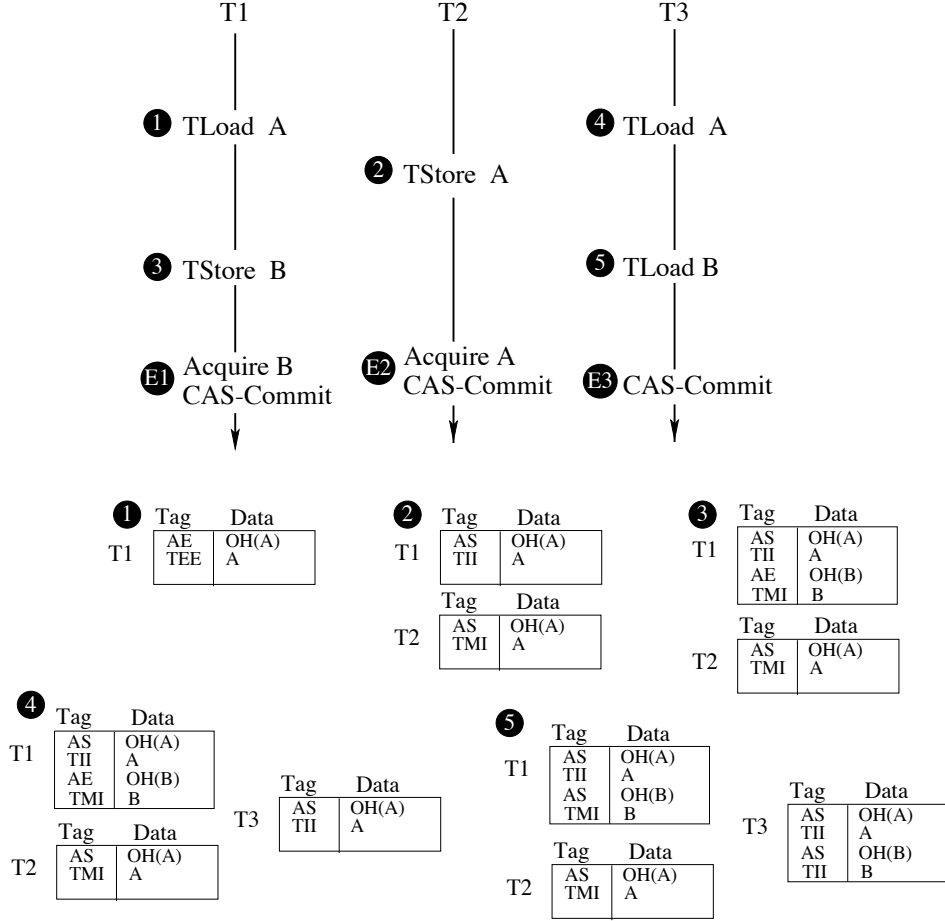 T1 T2 T3
1 TLoad A
4 TLoad A
2 TStore A
3 TStore B
5 TLoad B
E1 Acquire B
CAS-Commit
E2 Acquire A
CAS-Commit
E3 CAS-Commit
1
Tag Data
T1
AE OH(A)
TEE A
2
Tag Data
T1
AS OH(A)
TII A
Tag Data
T2
AS OH(A)
TMI A
3
Tag Data
T1
AS OH(A)
TII A
AE OH(B)
TMI B
Tag Data
T2
AS OH(A)
TMI A
4
Tag Data
T1
AS OH(A)
TII A
AE OH(B)
TMI B
Tag Data
T2
AS OH(A)
TMI A
Tag Data
T3
AS OH(A)
TII A
5
Tag Data
T1
AS OH(A)
TII A
AS OH(B)
TMI B
Tag Data
T2
AS OH(A)
TMI A
Tag Data
T3
AS OH(A)
TII A
AS OH(B)
TII B